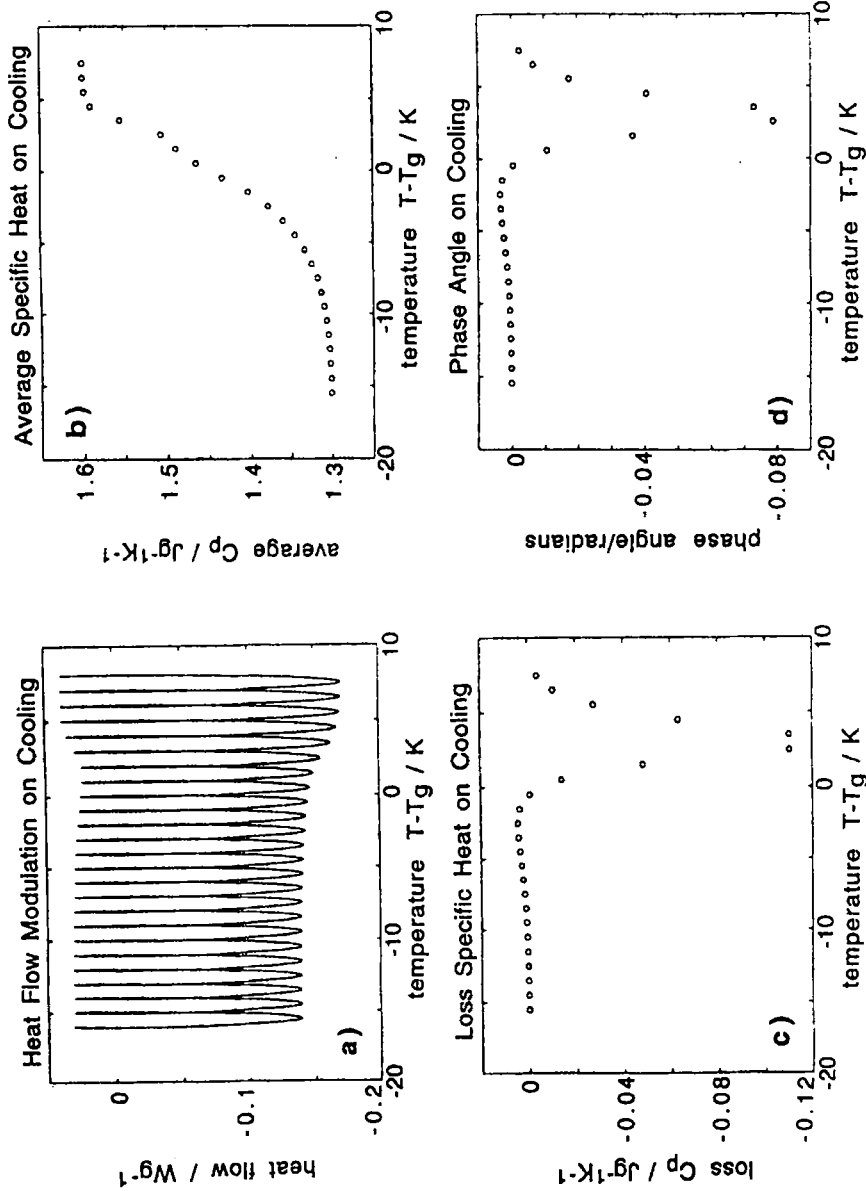 Heat Flow Modulation on Cooling
a)
heat flow / Wg⁻¹
0
-0.1
-0.2
-20
-10
0
10
temperature T-Tg / K
Average Specific Heat on Cooling
b)
average Cp / Jg⁻¹K⁻¹
1.6
1.5
1.4
1.3
-20
-10
0
10
temperature T-Tg / K
Loss Specific Heat on Cooling
c)
loss Cp / Jg⁻¹K⁻¹
0
-0.04
-0.08
-0.12
-20
-10
0
10
temperature T-Tg / K
Phase Angle on Cooling
d)
phase angle/radians
0
-0.04
-0.08
-20
-10
0
10
temperature T-Tg / K